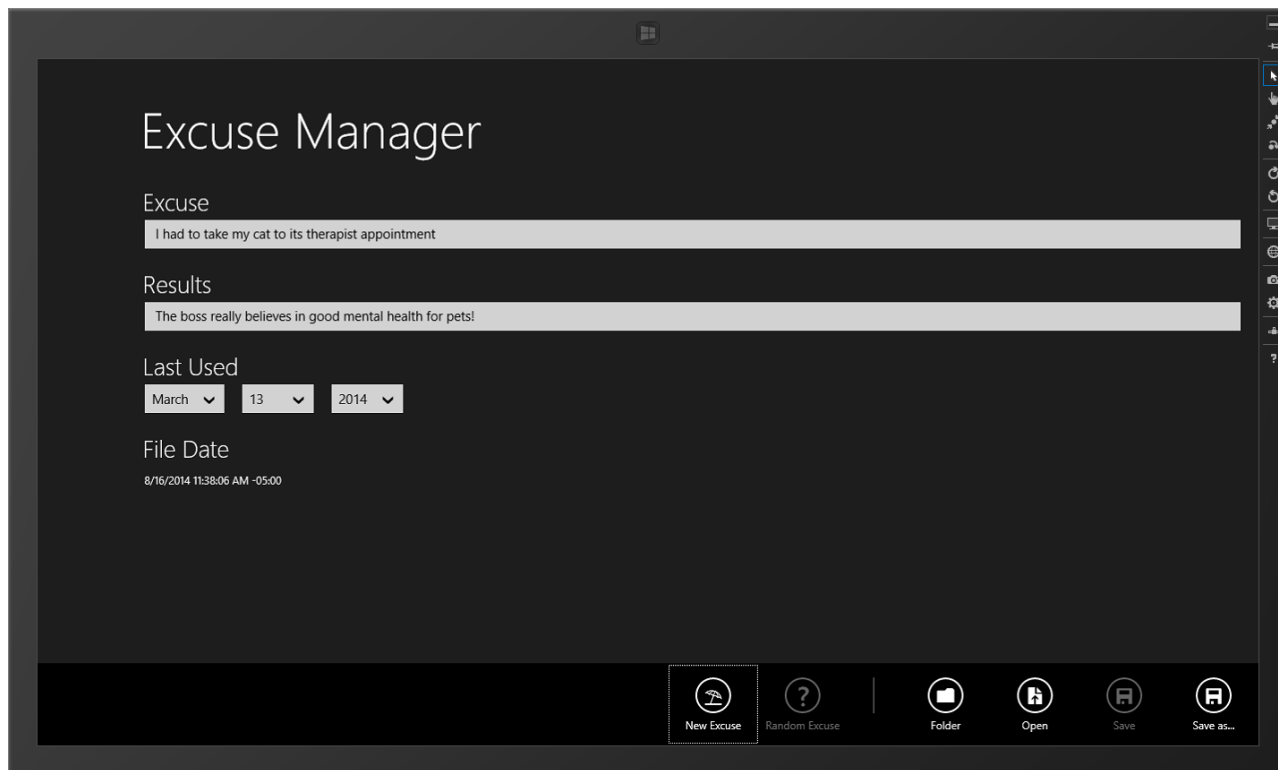 Excuse Manager
Excuse
I had to take my cat to its therapist appointment
Results
The boss really believes in good mental health for pets!
Last Used
March 13 2014
File Date
8/16/2014 11:38:06 AM -05:00
New Excuse Random Excuse Folder Open Save Save as...